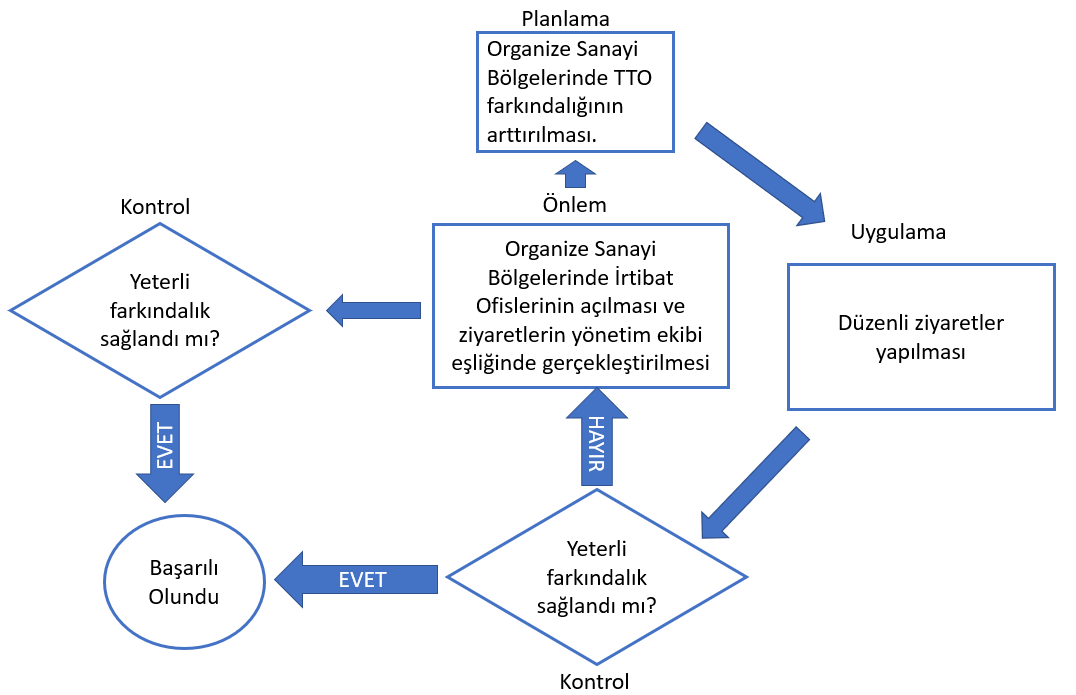 Planlama
Organize Sanayi
Bölgelerinde TTO
farkındalığının
arttırılması.
Uygulama
Düzenli ziyaretler
yapılması
Kontrol
Yeterli
farkındalık
sağlandı mı?
HAYIR
EVET
Önlem
Organize Sanayi
Bölgelerinde İrtibat
Ofislerinin açılması ve
ziyaretlerin yönetim ekibi
eşliğinde gerçekleştirilmesi
Kontrol
Yeterli
farkındalık
sağlandı mı?
EVET
Başarılı
Olundu